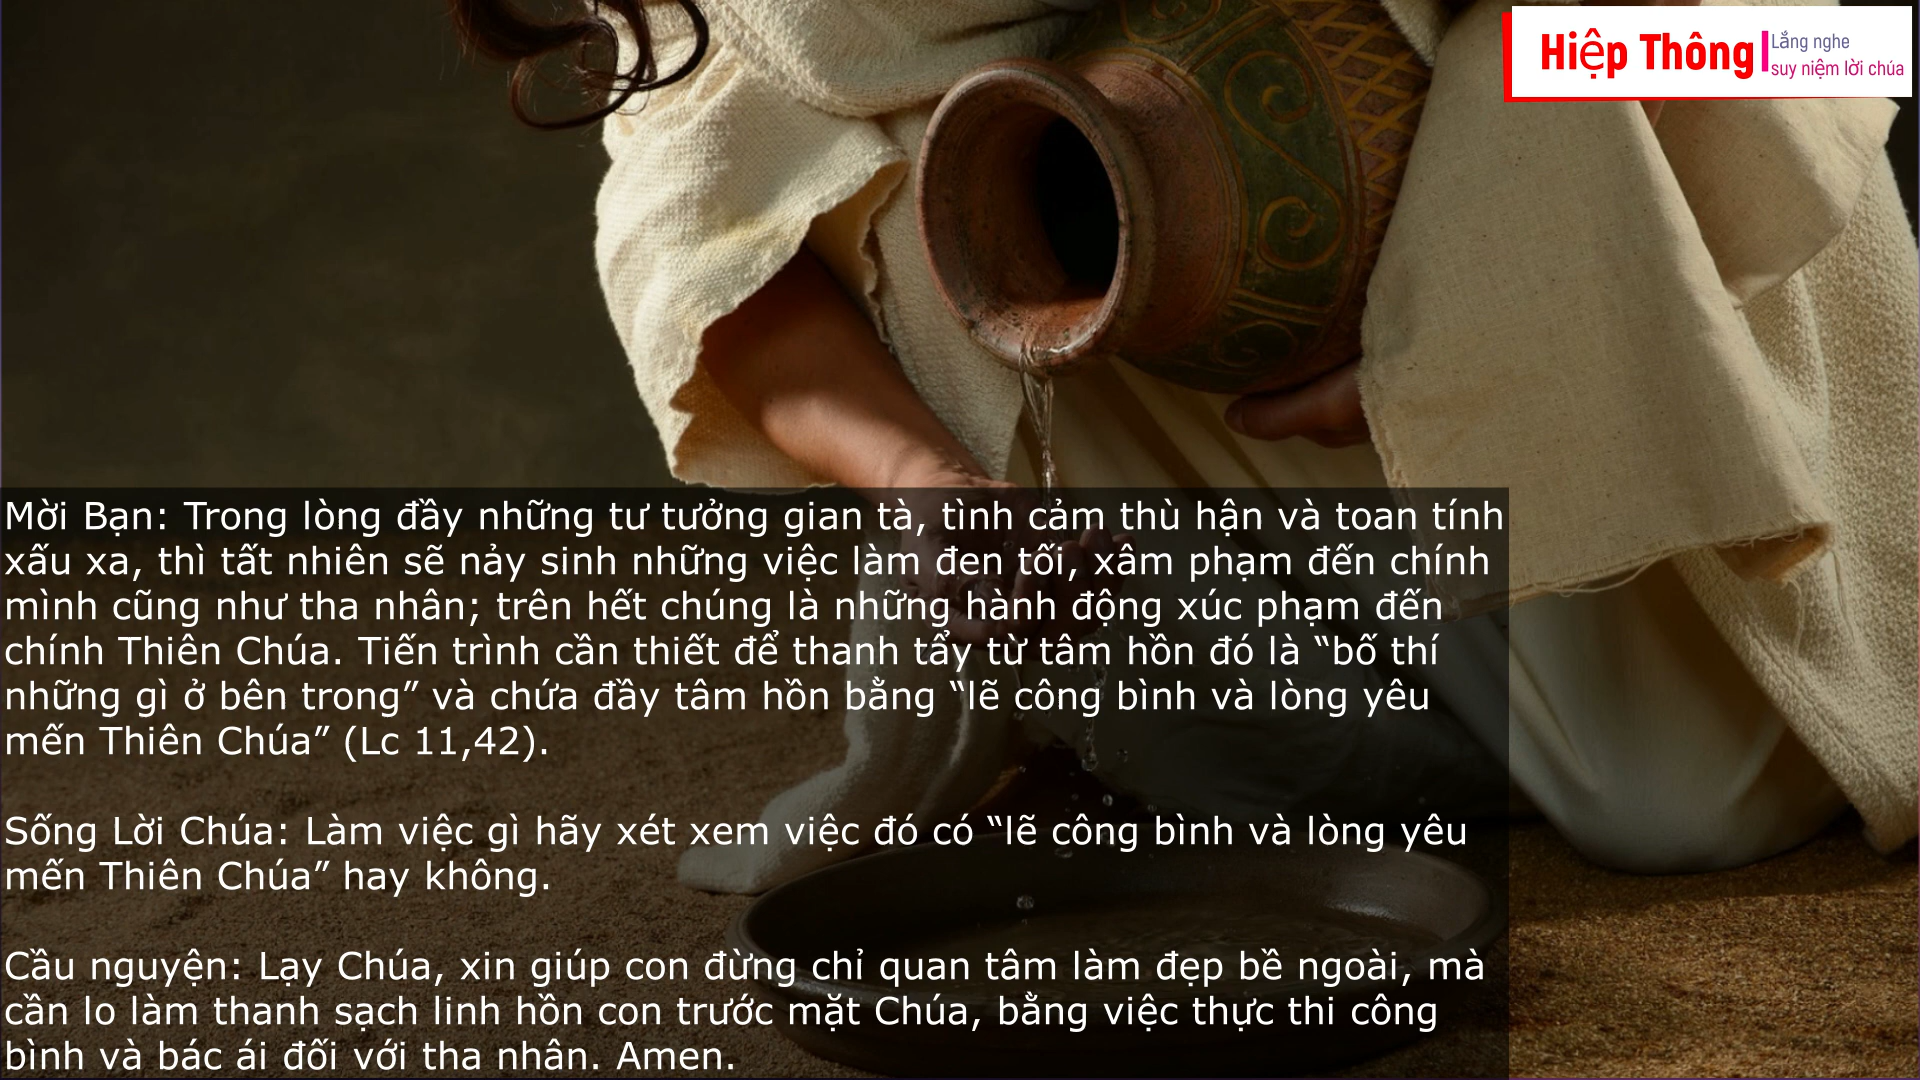 Hiệp Thông
Lắng nghe
suy niệm lời chúa
Mời Bạn: Trong lòng đầy những tư tưởng gian tà, tình cảm thù hận và toan tính
xấu xa, thì tất nhiên sẽ nảy sinh những việc làm đen tối, xâm phạm đến chính
mình cũng như tha nhân; trên hết chúng là những hành động xúc phạm đến
chính Thiên Chúa. Tiến trình cần thiết để thanh tẩy từ tâm hồn đó là “bố thí
những gì ở bên trong” và chứa đầy tâm hồn bằng “lẽ công bình và lòng yêu
mến Thiên Chúa” (Lc 11,42).
Sống Lời Chúa: Làm việc gì hãy xét xem việc đó có “lẽ công bình và lòng yêu
mến Thiên Chúa” hay không.
Cầu nguyện: Lạy Chúa, xin giúp con đừng chỉ quan tâm làm đẹp bề ngoài, mà
cần lo làm thanh sạch linh hồn con trước mặt Chúa, bằng việc thực thi công
bình và bác ái đối với tha nhân. Amen.